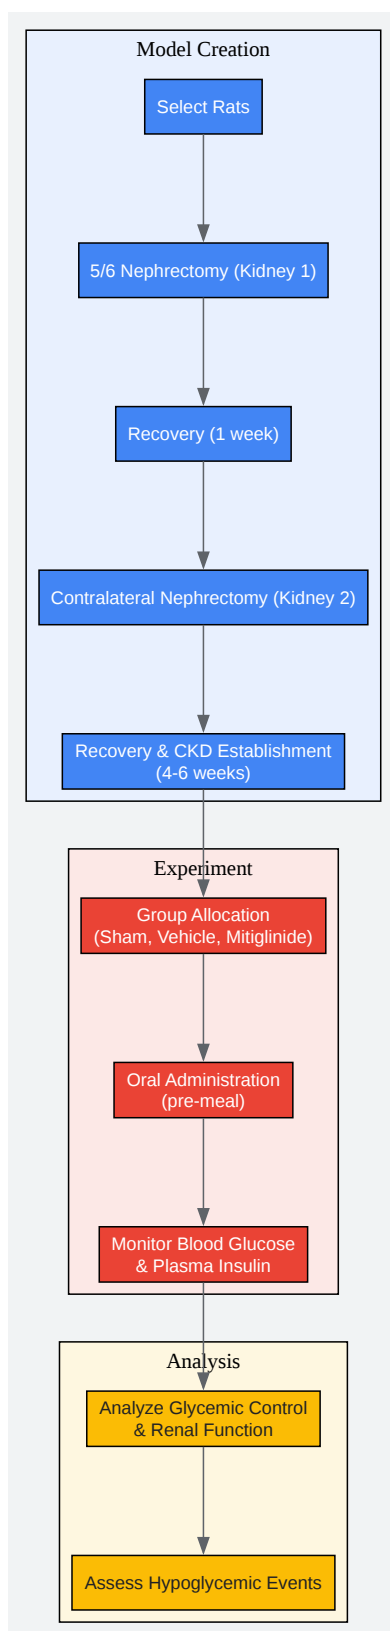 Model Creation
Select Rats
5/6 Nephrectomy (Kidney 1)
Recovery (1 week)
Contralateral Nephrectomy (Kidney 2)
Recovery & CKD Establishment
(4-6 weeks)
Experiment
Group Allocation
(Sham, Vehicle, Mitiglinide)
Oral Administration
(pre-meal)
Monitor Blood Glucose
& Plasma Insulin
Analysis
Analyze Glycemic Control
& Renal Function
Assess Hypoglycemic Events